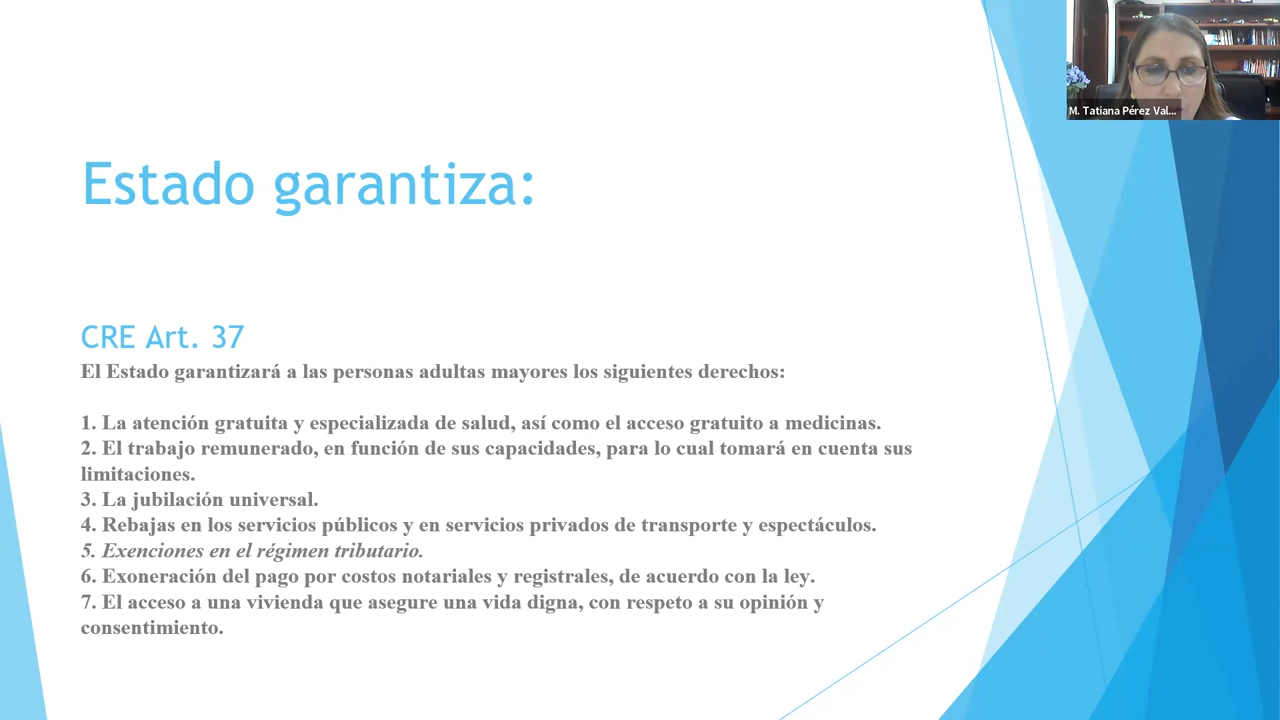 M. Tatiana Pérez Val...
Estado garantiza:
CRE Art. 37
El Estado garantizará a las personas adultas mayores los siguientes derechos:
1. La atención gratuita y especializada de salud, así como el acceso gratuito a medicinas.
2. El trabajo remunerado, en función de sus capacidades, para lo cual tomará en cuenta sus
limitaciones.
3. La jubilación universal.
4. Rebajas en los servicios públicos y en servicios privados de transporte y espectáculos.
5. Exenciones en el régimen tributario.
6. Exoneración del pago por costos notariales y registrales, de acuerdo con la ley.
7. El acceso a una vivienda que asegure una vida digna, con respeto a su opinión y
consentimiento.